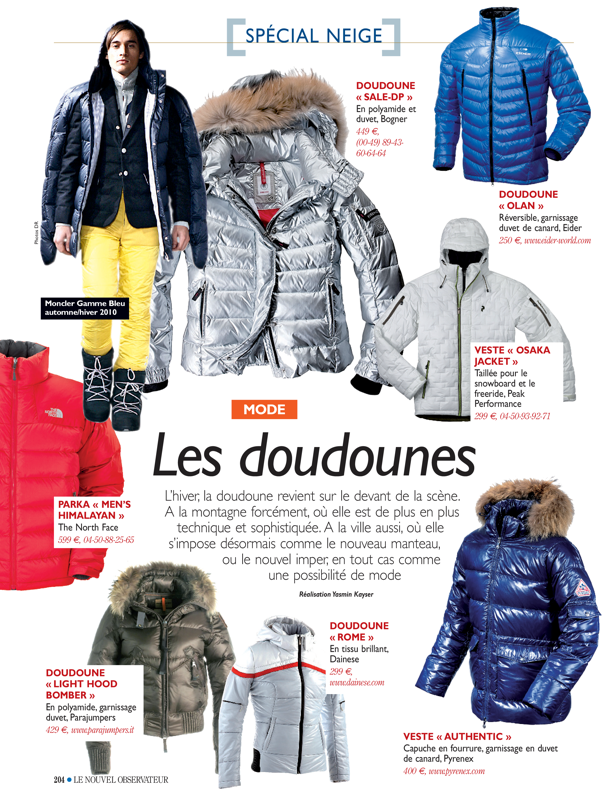 SPÉCIAL NEIGE
DOUDOUNE
« SALE-DP »
En polyamide et
duvet, Bogner
449 €,
(00-49) 89-43-
60-64-64
DOUDOUNE
« OLAN »
Réversible, garnissage
duvet de canard, Eider
250 €, www.eider-world.com
Photos DR
Moncler Gamme Bleu
automne/hiver 2010
VESTE « OSAKA
JACKET »
Taillée pour le
snowboard et le
freeride, Peak
Performance
299 €, 04-50-93-92-71
MODE
Les doudounes
L'hiver, la doudoune revient sur le devant de la scène.
A la montagne forcément, où elle est de plus en plus
technique et sophistiquée. A la ville aussi, où elle
s'impose désormais comme le nouveau manteau,
ou le nouvel imper, en tout cas comme
une possibilité de mode
Réalisation Yasmin Kayser
THE
NORTH
FACE
PARKA « MEN'S
HIMALAYAN »
The North Face
599 €, 04-50-88-25-65
DOUDOUNE
« ROME »
En tissu brillant,
Dainese
299 €,
www.dainese.com
DOUDOUNE
« LIGHT HOOD
BOMBER »
En polyamide, garnissage
duvet, Parajumpers
429 €, www.parajumpers.it
VESTE « AUTHENTIC »
Capuche en fourrure, garnissage en duvet
de canard, Pyrenex
400 €, www.pyrenex.com
204 • LE NOUVEL OBSERVATEUR